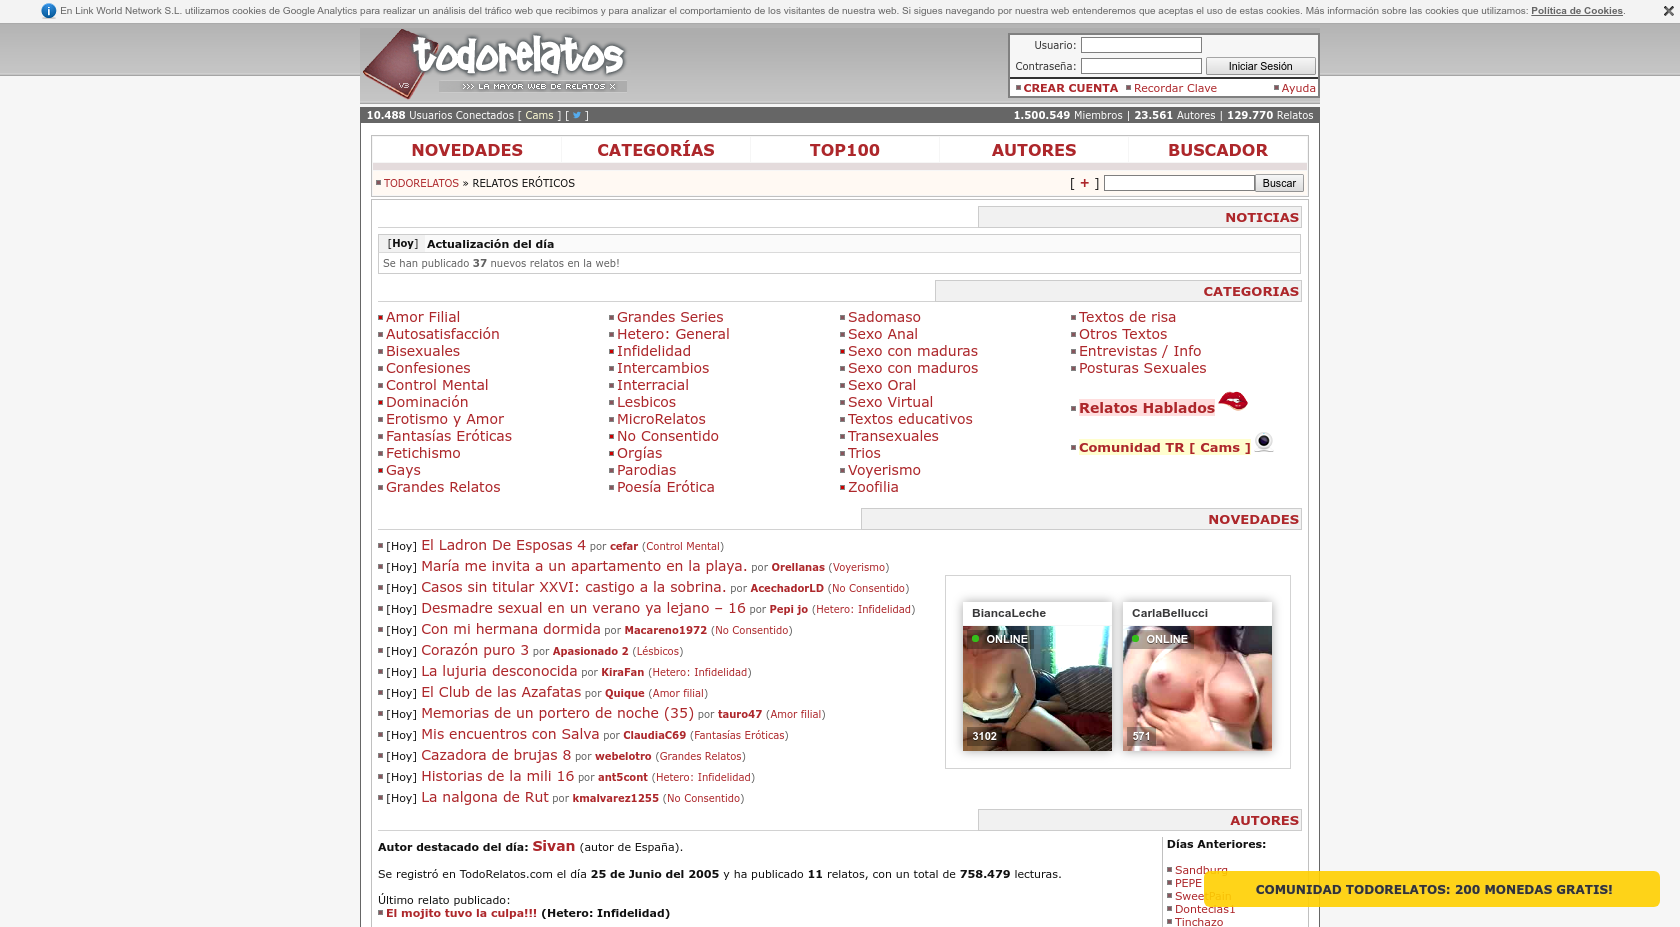 En Link World Network S.L. utilizamos cookies de Google Analytics para realizar un análisis del tráfico web que recibimos y para analizar el comportamiento de los visitantes de nuestra web. Si sigues navegando por nuestra web entenderemos que aceptas el uso de estas cookies. Más información sobre las cookies que utilizamos: Política de Cookies.
todorelatos
V3 >>> LA MAYOR WEB DE RELATOS X
Usuario:
Contraseña: Iniciar Sesión
CREAR CUENTA Recordar Clave Ayuda
10.488 Usuarios Conectados [ Cams ] [ ] 1.500.549 Miembros | 23.561 Autores | 129.770 Relatos
NOVEDADES CATEGORÍAS TOP100 AUTORES BUSCADOR
TODORELATOS » RELATOS ERÓTICOS [ + ] Buscar
NOTICIAS
[Hoy] Actualización del día
Se han publicado 37 nuevos relatos en la web!
CATEGORIAS
Amor Filial Grandes Series Sadomaso Textos de risa
Autosatisfacción Hetero: General Sexo Anal Otros Textos
Bisexuales Infidelidad Sexo con maduras Entrevistas / Info
Confesiones Intercambios Sexo con maduros Posturas Sexuales
Control Mental Interracial Sexo Oral
Dominación Lesbicos Sexo Virtual Relatos Hablados
Erotismo y Amor MicroRelatos Textos educativos
Fantasías Eróticas No Consentido Transexuales
Fetichismo Orgías Trios Comunidad TR [ Cams ]
Gays Parodias Voyerismo
Grandes Relatos Poesía Erótica Zoofilia
NOVEDADES
[Hoy] El Ladron De Esposas 4 por cefar (Control Mental)
[Hoy] María me invita a un apartamento en la playa. por Orellanas (Voyerismo)
[Hoy] Casos sin titular XXVI: castigo a la sobrina. por AcechadorLD (No Consentido)
[Hoy] Desmadre sexual en un verano ya lejano – 16 por Pepi jo (Hetero: Infidelidad)
[Hoy] Con mi hermana dormida por Macareno1972 (No Consentido)
[Hoy] Corazón puro 3 por Apasionado 2 (Lésbicos)
[Hoy] La lujuria desconocida por KiraFan (Hetero: Infidelidad)
[Hoy] El Club de las Azafatas por Quique (Amor filial)
[Hoy] Memorias de un portero de noche (35) por tauro47 (Amor filial)
[Hoy] Mis encuentros con Salva por ClaudiaC69 (Fantasías Eróticas)
[Hoy] Cazadora de brujas 8 por webelotro (Grandes Relatos)
[Hoy] Historias de la mili 16 por ant5cont (Hetero: Infidelidad)
[Hoy] La nalgona de Rut por kmalvarez1255 (No Consentido)
BiancaLeche CarlaBellucci
ONLINE ONLINE
3102 571
AUTORES
Autor destacado del día: Sivan (autor de España).
Se registró en TodoRelatos.com el día 25 de Junio del 2005 y ha publicado 11 relatos, con un total de 758.479 lecturas.
Último relato publicado:
El mojito tuvo la culpa!!! (Hetero: Infidelidad)
Días Anteriores:
Sandburg
PEPE
SweetPain
Dontecias1
Tinchazo
COMUNIDAD TODORELATOS: 200 MONEDAS GRATIS!